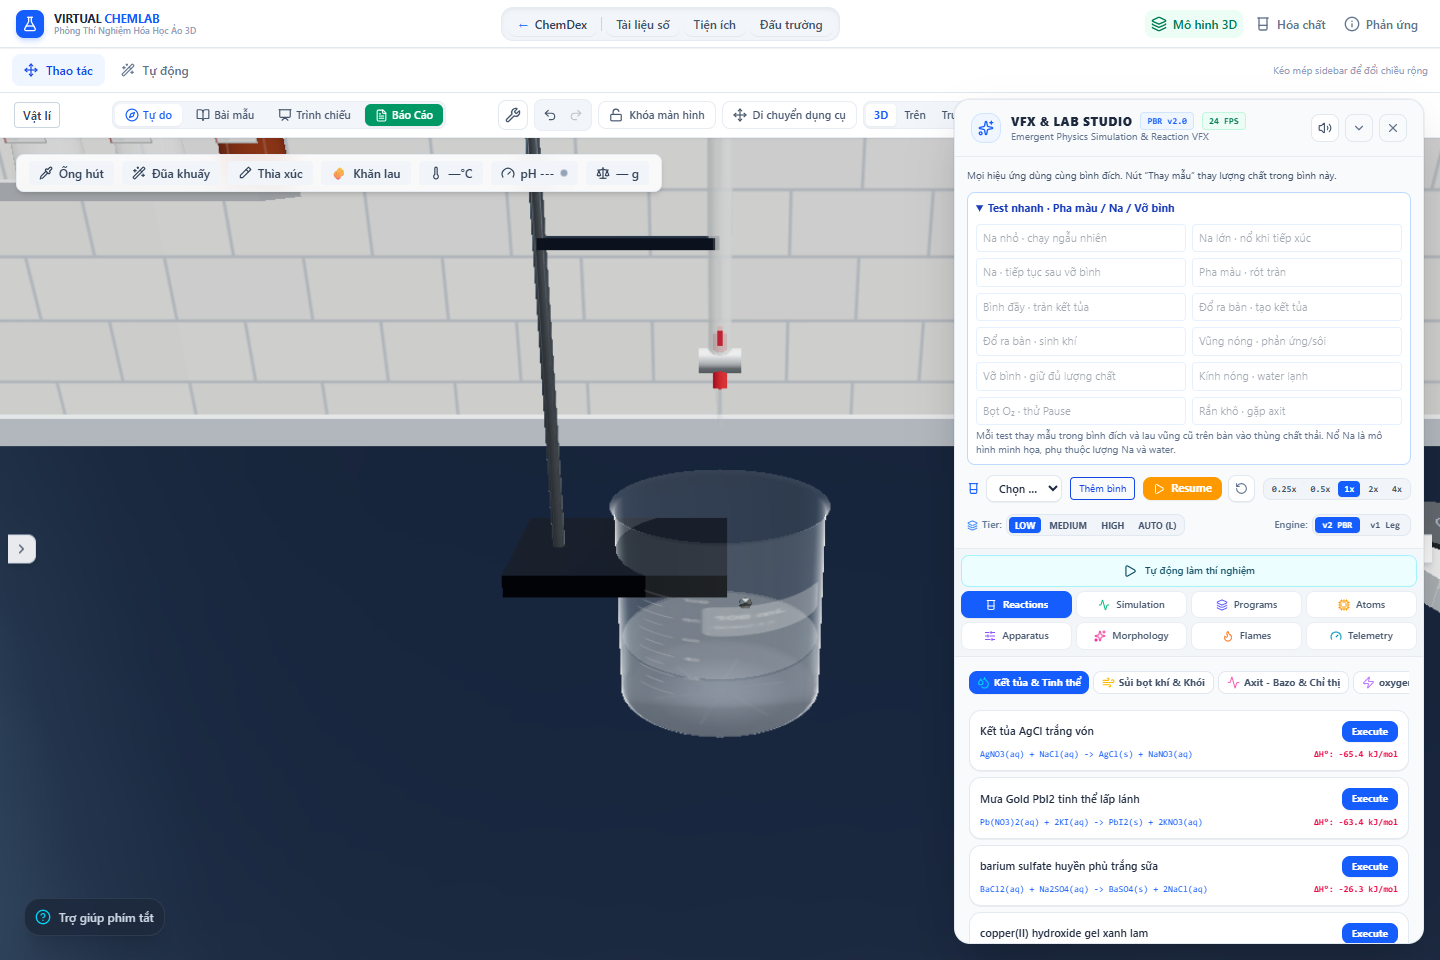 VIRTUAL CHEMLAB
Phòng Thí Nghiệm Hóa Học Ảo 3D
← ChemDex
Tài liệu số
Tiện ích
Đấu trường
Mô hình 3D
Hóa chất
Phản ứng
Thao tác
Tự động
Kéo mép sidebar để đổi chiều rộng
Vật lí
Tự do
Bài mẫu
Trình chiếu
Báo Cáo
Khóa màn hình
Di chuyển dụng cụ
3D
Trên
Ống hút
Đũa khuấy
Thìa xúc
Khăn lau
—°C
pH ---
— g
VFX & LAB STUDIO
PBR v2.0
24 FPS
Emergent Physics Simulation & Reaction VFX
Mọi hiệu ứng dùng cùng bình đích. Nút "Thay mẫu" thay lượng chất trong bình này.
▼ Test nhanh · Pha màu / Na / Vỡ bình
Na nhỏ · chạy ngẫu nhiên
Na lớn · nổ khi tiếp xúc
Na · tiếp tục sau vỡ bình
Pha màu · rót tràn
Bình đầy · tràn kết tủa
Đổ ra bàn · tạo kết tủa
Đổ ra bàn · sinh khí
Vũng nóng · phản ứng/sôi
Vỡ bình · giữ đủ lượng chất
Kính nóng · water lạnh
Bọt O₂ · thử Pause
Rắn khô · gặp axit
Mỗi test thay mẫu trong bình đích và lau vũng cũ trên bàn vào thùng chất thải. Nổ Na là mô
hình minh họa, phụ thuộc lượng Na và water.
Chọn ...
Thêm bình
Resume
0.25x
0.5x
1x
2x
4x
Tier:
LOW
MEDIUM
HIGH
AUTO (L)
Engine:
v2 PBR
v1 Leg
Tự động làm thí nghiệm
Reactions
Simulation
Programs
Atoms
Apparatus
Morphology
Flames
Telemetry
Kết tủa & Tinh thể
Sủi bọt khí & Khói
Axit - Bazo & Chỉ thị
Kết tủa AgCl trắng vón
Execute
AgNO3(aq) + NaCl(aq) -> AgCl(s) + NaNO3(aq)
ΔHº: -65.4 kJ/mol
Mưa Gold PbI2 tinh thể lấp lánh
Execute
Pb(NO3)2(aq) + 2KI(aq) -> PbI2(s) + 2KNO3(aq)
ΔHº: -63.4 kJ/mol
barium sulfate huyền phù trắng sữa
Execute
BaCl2(aq) + Na2SO4(aq) -> BaSO4(s) + 2NaCl(aq)
ΔHº: -26.3 kJ/mol
copper(II) hydroxide gel xanh lam
Execute
Trợ giúp phím tắt